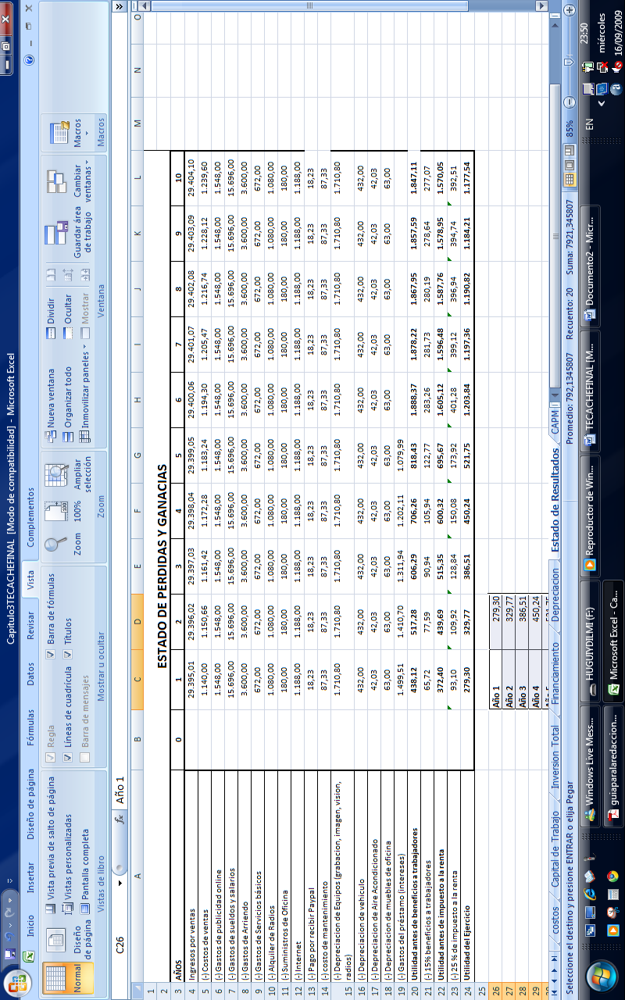 Capitulo3TECACHEFINAL [Modo de compatibilidad] - Microsoft Excel
Inicio Insertar Diseño de página Fórmulas Datos Revisar Vista Complementos
Normal
Diseño de página
Vista previa de salto de página
Vistas personalizadas
Pantalla completa
Vistas de libro
Regla
Líneas de cuadrícula
Barra de mensajes
Barra de fórmulas
Títulos
Mostrar u ocultar
Zoom
100%
Ampliar selección
Zoom
Nueva ventana
Organizar todo
Inmovilizar paneles
Dividir
Ocultar
Mostrar
Guardar área de trabajo
Cambiar ventanas
Ventana
Macros
Macros
C26 fx Año 1
A B C D E F G H I J K L M N O
1
2 ESTADO DE PERDIDAS Y GANACIAS
3 AÑOS 0 1 2 3 4 5 6 7 8 9 10
4 Ingresos por ventas 29.395,01 29.396,02 29.397,03 29.398,04 29.399,05 29.400,06 29.401,07 29.402,08 29.403,09 29.404,10
5 (-) Costos de ventas 1.140,00 1.150,66 1.161,42 1.172,28 1.183,24 1.194,30 1.205,47 1.216,74 1.228,12 1.239,60
6 (-) Gastos de publicidad online 1.548,00 1.548,00 1.548,00 1.548,00 1.548,00 1.548,00 1.548,00 1.548,00 1.548,00 1.548,00
7 (-) Gastos de sueldos y salarios 15.696,00 15.696,00 15.696,00 15.696,00 15.696,00 15.696,00 15.696,00 15.696,00 15.696,00 15.696,00
8 (-) Gastos de Arriendo 3.600,00 3.600,00 3.600,00 3.600,00 3.600,00 3.600,00 3.600,00 3.600,00 3.600,00 3.600,00
9 (-) Gastos de Servicios básicos 672,00 672,00 672,00 672,00 672,00 672,00 672,00 672,00 672,00 672,00
10 (-) Alquiler de Radios 1.080,00 1.080,00 1.080,00 1.080,00 1.080,00 1.080,00 1.080,00 1.080,00 1.080,00 1.080,00
11 (-) Suministros de Oficina 180,00 180,00 180,00 180,00 180,00 180,00 180,00 180,00 180,00 180,00
12 (-) Internet 1.188,00 1.188,00 1.188,00 1.188,00 1.188,00 1.188,00 1.188,00 1.188,00 1.188,00 1.188,00
13 (-) Pago por recibir Paypal 18,23 18,23 18,23 18,23 18,23 18,23 18,23 18,23 18,23 18,23
14 (-) costo de mantenimiento 87,33 87,33 87,33 87,33 87,33 87,33 87,33 87,33 87,33 87,33
(-) Depreciacion de Equipos (grabacion, imagen, vision, 1.710,80 1.710,80 1.710,80 1.710,80 1.710,80 1.710,80 1.710,80 1.710,80 1.710,80 1.710,80
15 radios)
16 (-) Depreciacion de vehiculo 432,00 432,00 432,00 432,00 432,00 432,00 432,00 432,00 432,00 432,00
17 (-) Depreciacion de Aire Acondicionado 42,03 42,03 42,03 42,03 42,03 42,03 42,03 42,03 42,03 42,03
18 (-) Depreciacion de muebles de oficina 63,00 63,00 63,00 63,00 63,00 63,00 63,00 63,00 63,00 63,00
19 (-) Gastos del préstamo (intereses) 1.499,51 1.410,70 1.311,94 1.202,11 1.079,99
20 Utilidad antes de beneficios a trabajadores 438,12 517,28 606,29 706,26 818,43 1.888,37 1.878,22 1.867,95 1.857,59 1.847,11
21 (-) 15% beneficios a trabajadores 65,72 77,59 90,94 105,94 122,77 283,26 281,73 280,19 278,64 277,07
22 Utilidad antes de impuesto a la renta 372,40 439,69 515,35 600,32 695,67 1.605,12 1.596,48 1.587,76 1.578,95 1.570,05
23 (-) 25 % de impuesto a la renta 93,10 109,92 128,84 150,08 173,92 401,28 399,12 396,94 394,74 392,51
24 Utilidad del Ejercicio 279,30 329,77 386,51 450,24 521,75 1.203,84 1.197,36 1.190,82 1.184,21 1.177,54
25
26 Año 1 279,30
27 Año 2 329,77
28 Año 3 386,51
29 Año 4 450,24
costos Capital de Trabajo Inversion Total Financiamiento Depreciacion Estado de Resultados CAPM
Seleccione el destino y presione ENTRAR o elija Pegar Promedio: 792,1345807 Recuento: 20 Suma: 7921,345807 85%
Windows Live Mess... HUGUIYDILMI (F:) Reproductor de Win... TECACHEFINAL [M... Documento2 - Micr... EN 23:50
guiaparalaredaccion... Microsoft Excel - Ca... miércoles
16/09/2009